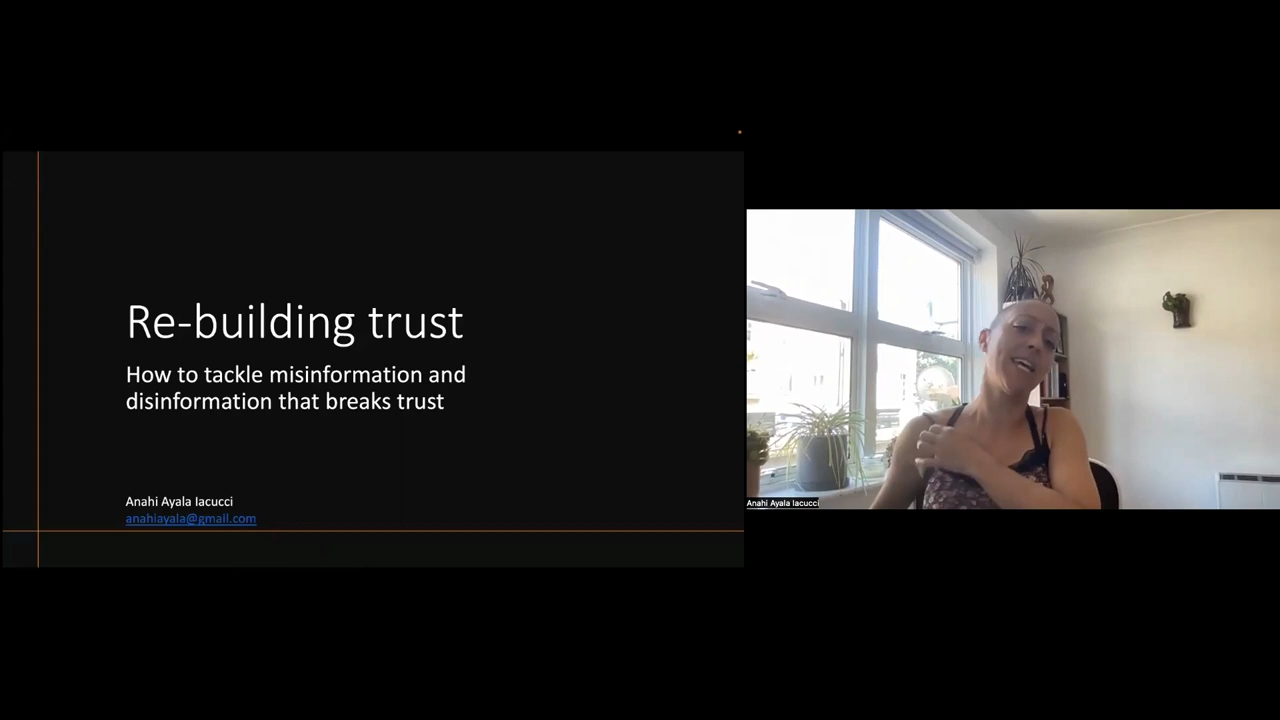 Re-building trust
How to tackle misinformation and
disinformation that breaks trust
Anahi Ayala Iacucci
anahiayala@gmail.com
Anahi Ayala Iacucci